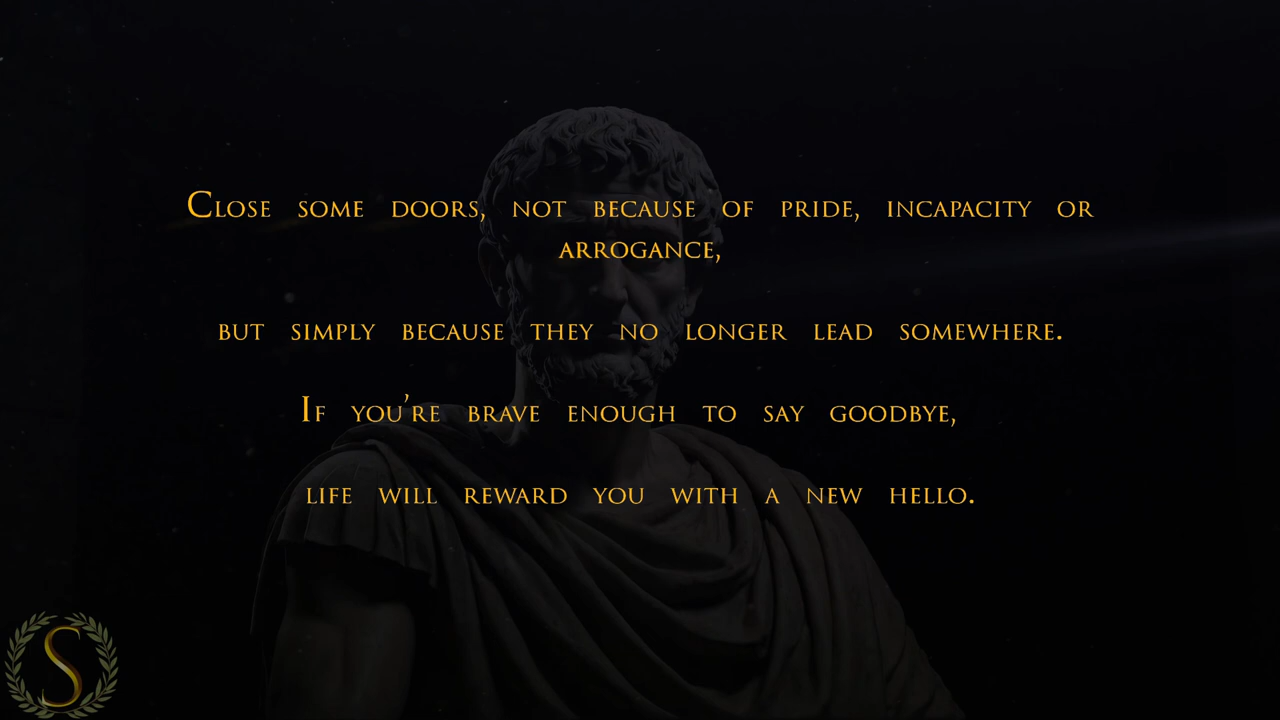 Close some doors, not because of pride, incapacity or
arrogance,
but simply because they no longer lead somewhere.
If you're brave enough to say goodbye,
life will reward you with a new hello.
S